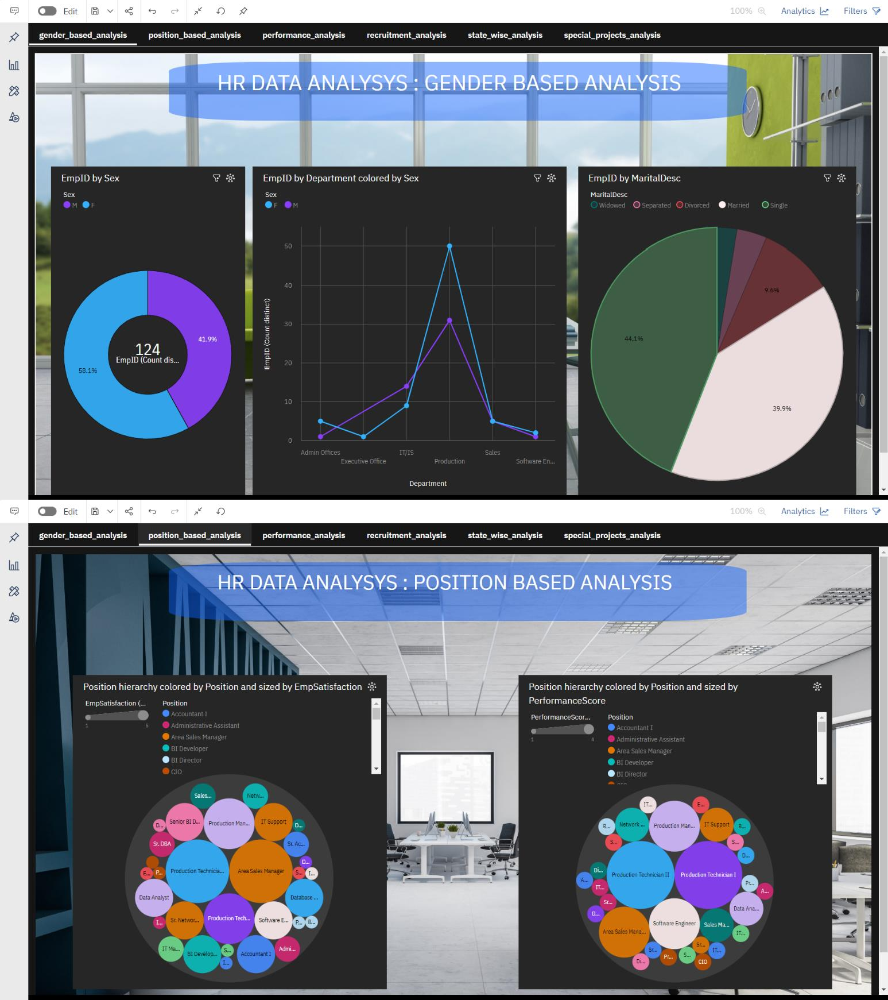 Edit
100%
Analytics
Filters
gender_based_analysis
position_based_analysis
performance_analysis
recruitment_analysis
state_wise_analysis
special_projects_analysis
HR DATA ANALYSYS : GENDER BASED ANALYSIS
EmpID by Sex
Sex
M F
41.9%
58.1%
124
EmpID (Count dis...
EmpID by Department colored by Sex
Sex
F M
EmpID (Count distinct)
50
40
30
20
10
0
Admin Offices
Executive Office
IT/IS
Production
Sales
Software En...
Department
EmpID by MaritalDesc
MaritalDesc
Widowed Separated Divorced Married Single
9.6%
44.1%
39.9%
Edit
100%
Analytics
Filters
gender_based_analysis
position_based_analysis
performance_analysis
recruitment_analysis
state_wise_analysis
special_projects_analysis
HR DATA ANALYSYS : POSITION BASED ANALYSIS
Position hierarchy colored by Position and sized by EmpSatisfaction
EmpSatisfaction (...
1 5
Position
Accountant I
Administrative Assistant
Area Sales Manager
BI Developer
BI Director
CIO
Sales...
Netw...
Senior BI D...
Production Man...
IT Support
D...
D...
Sr. DBA
Sr. Ac...
D...
Production Technicia...
Area Sales Manager
E...
P...
S...
I...
Data Analyst
Database ...
I...
Sr. Networ...
Production Tech...
Software E...
P...
B...
IT Ma...
BI Develop...
S...
I...
Accountant I
Admi...
Position hierarchy colored by Position and sized by
PerformanceScore
PerformanceScor...
1 4
Position
Accountant I
Administrative Assistant
Area Sales Manager
BI Developer
BI Director
IT...
E...
B...
Network ...
Production Man...
IT Support
B...
S...
S...
D...
Di...
A...
Production Technician II
Production Technician I
Pr...
IT...
A...
Sr...
D...
Data Ana...
Area Sales Mana...
Software Engineer
Sales Ma...
IT...
Sr...
Sr...
IT...
Di...
Pr...
S...
CIO